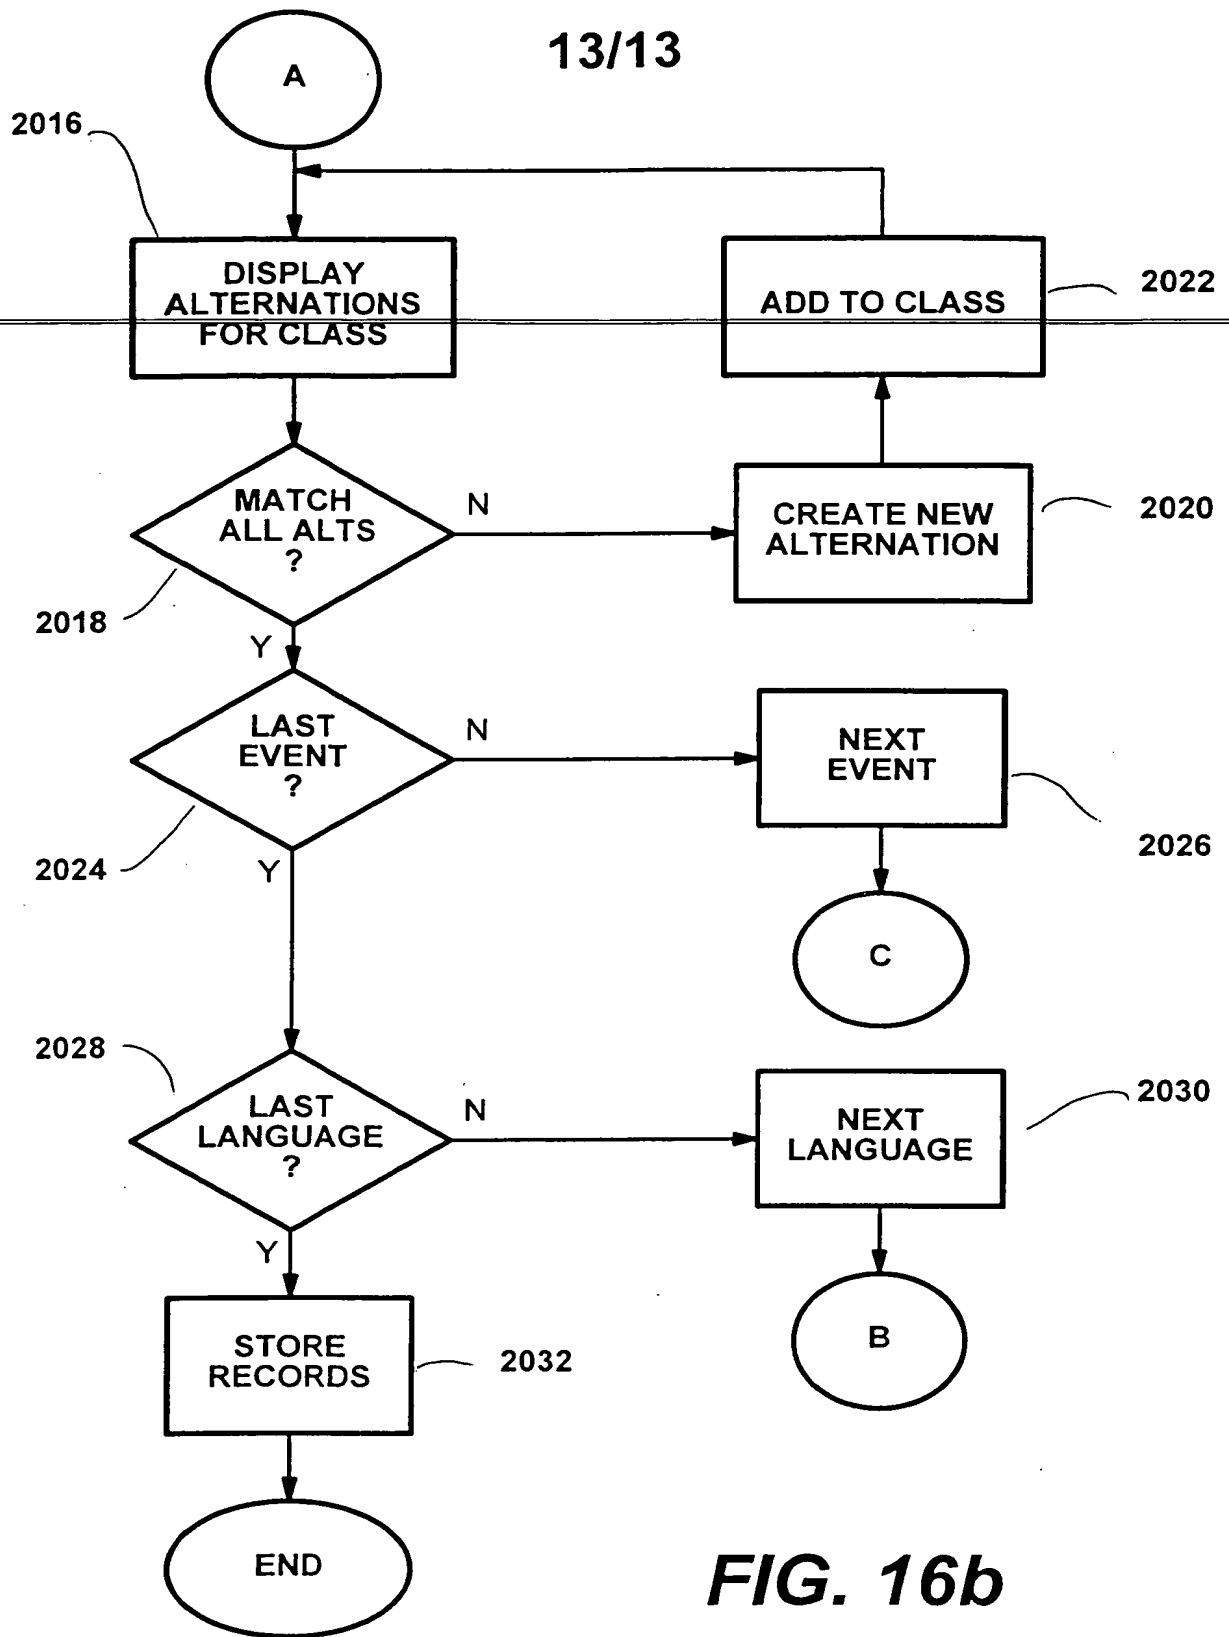 13/13
A
2016
DISPLAY
ALTERNATIONS
FOR CLASS
ADD TO CLASS
2022
MATCH
ALL ALTS
?
N
CREATE NEW
ALTERNATION
2020
2018
Y
LAST
EVENT
?
N
NEXT
EVENT
2026
2024
Y
C
2028
LAST
LANGUAGE
?
N
NEXT
LANGUAGE
2030
Y
B
STORE
RECORDS
2032
END
FIG. 16b